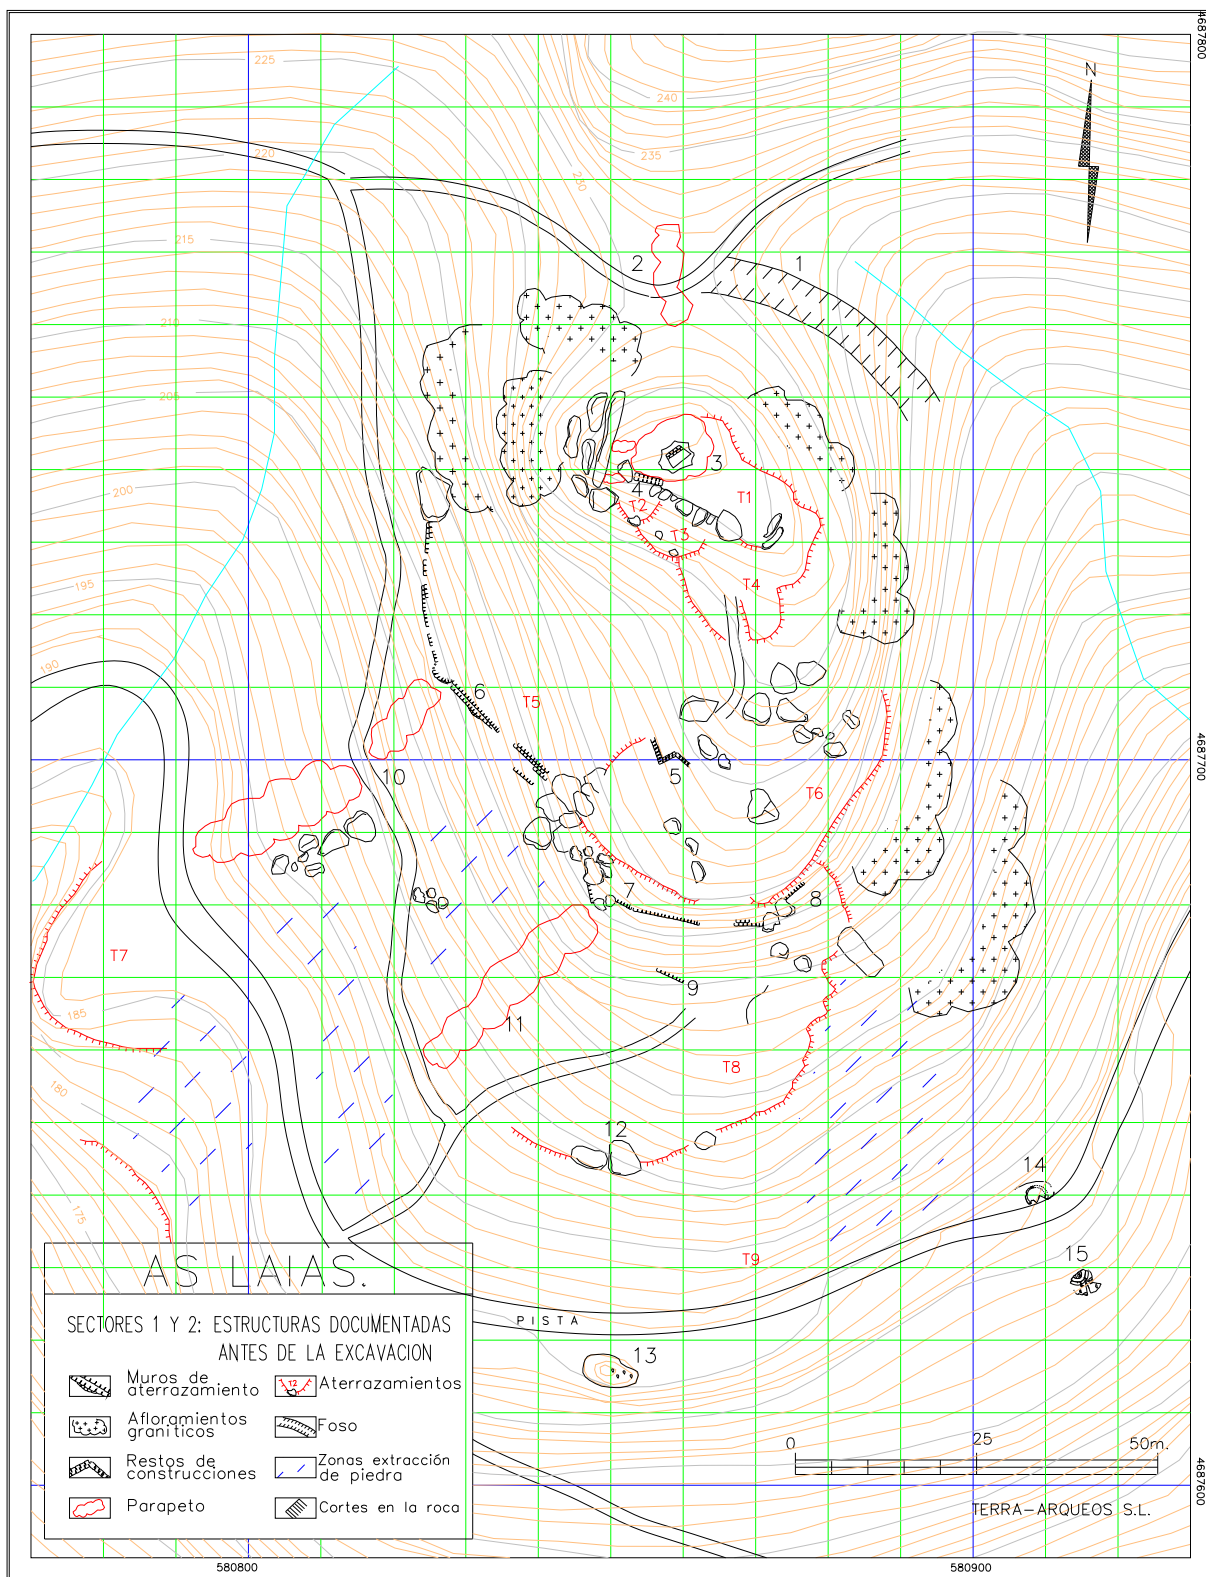 4687800
225
240
N
235
220
230
215
2
1
210
205
3
4
T1
T2
T3
200
T4
195
190
6
T5
4687700
5
10
T6
7
8
T7
9
185
11
T8
180
12
14
175
T9
15
AS LAIAS.
PISTA
SECTORES 1 Y 2: ESTRUCTURAS DOCUMENTADAS
ANTES DE LA EXCAVACION
13
Muros de
aterrazamiento
T2
Aterrazamientos
Afloramientos
graníticos
Foso
Restos de
construcciones
Zonas extracción
de piedra
Parapeto
Cortes en la roca
0
25
50m.
4687600
TERRA-ARQUEOS S.L.
580800
580900